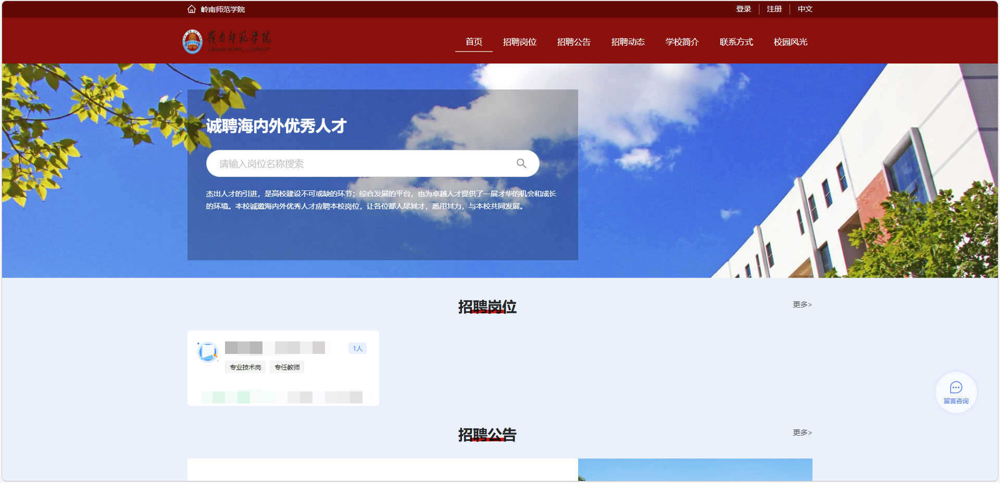 岭南师范学院
登录 注册 中文
嶺南师範學院
LINGNAN NORMAL UNIVERSITY
首页 招聘岗位 招聘公告 招聘动态 学校简介 联系方式 校园风光
诚聘海内外优秀人才
请输入岗位名称搜索
杰出人才的引进，是高校建设不可或缺的环节；综合发展的平台，也为卓越人才提供了一展才华的机会和成长
的环境。本校诚邀海内外优秀人才应聘本校岗位，让各位都人尽其才，悉用其力，与本校共同发展。
招聘岗位
更多>
1人
专业技术岗 专任教师
留言咨询
招聘公告
更多>